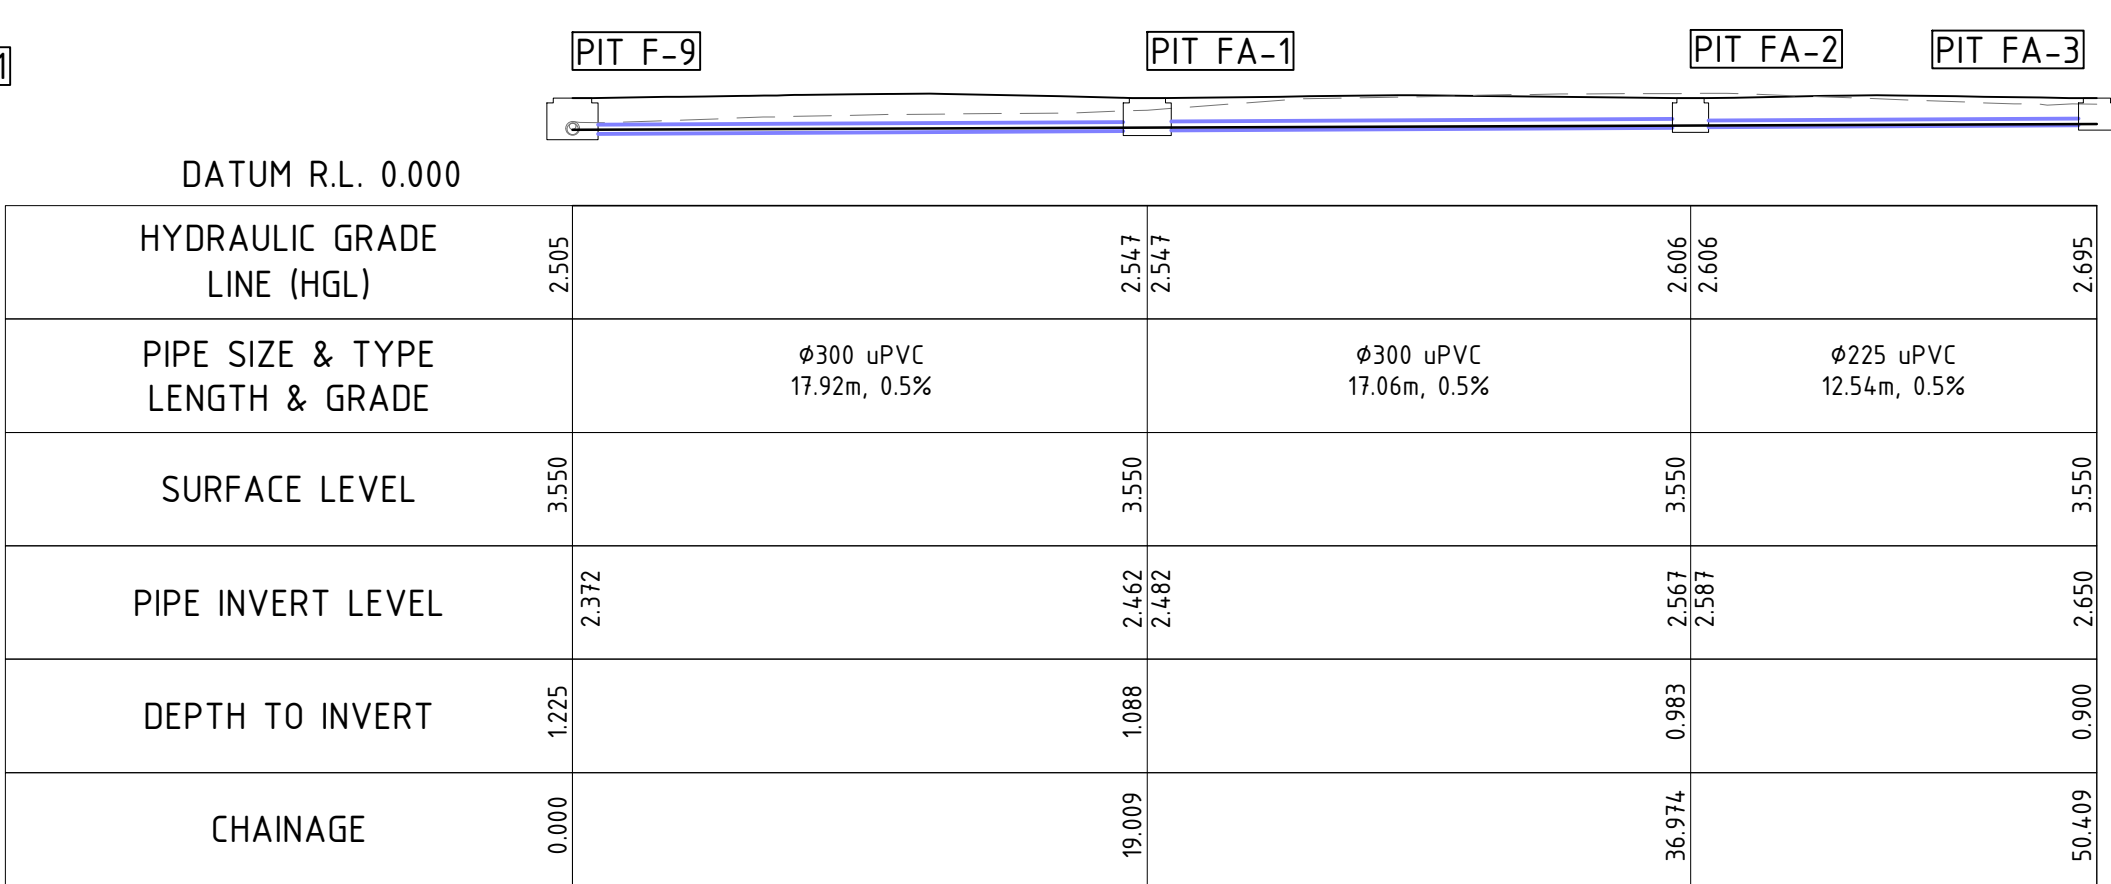 1
PIT F-9
PIT FA-1
PIT FA-2
PIT FA-3
DATUM R.L. 0.000
HYDRAULIC GRADE
LINE (HGL)
2.505
2.547
2.547
2.606
2.606
2.695
PIPE SIZE & TYPE
LENGTH & GRADE
Ø300 uPVC
17.92m, 0.5%
Ø300 uPVC
17.06m, 0.5%
Ø225 uPVC
12.54m, 0.5%
SURFACE LEVEL
3.550
3.550
3.550
3.550
PIPE INVERT LEVEL
2.372
2.462
2.482
2.567
2.587
2.650
DEPTH TO INVERT
1.225
1.088
0.983
0.900
CHAINAGE
0.000
19.009
36.974
50.409